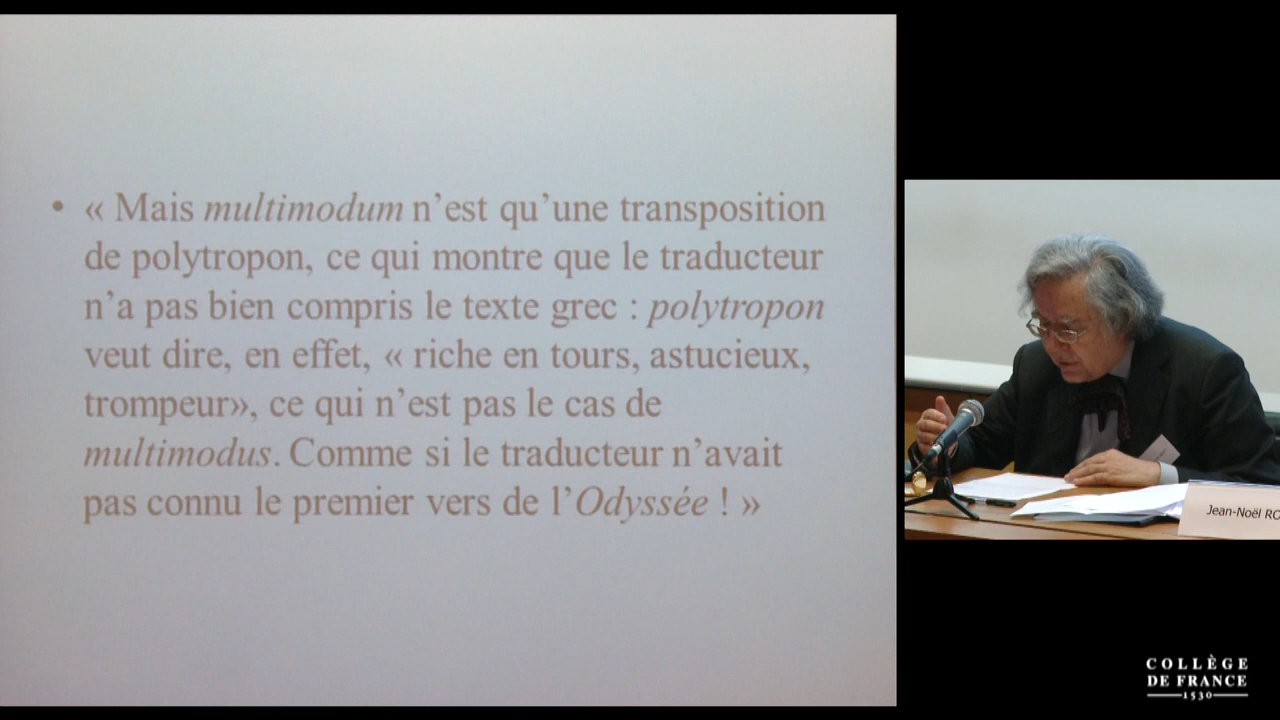 • « Mais multimodum n’est qu’une transposition
de polytropon, ce qui montre que le traducteur
n’a pas bien compris le texte grec : polytropon
veut dire, en effet, « riche en tours, astucieux,
trompeur», ce qui n’est pas le cas de
multimodus. Comme si le traducteur n’avait
pas connu le premier vers de l’Odyssée ! »
Jean-Noël RO
COLLÈGE
DE FRANCE
1530